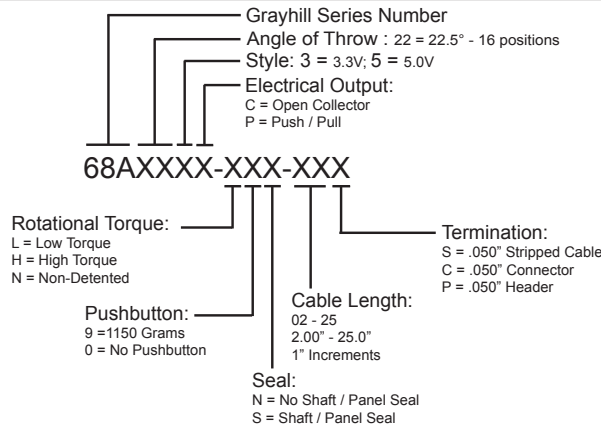 Grayhill Series Number
Angle of Throw : 22 = 22.5° - 16 positions
Style: 3 = 3.3V; 5 = 5.0V
Electrical Output:
C = Open Collector
P = Push / Pull
68AXXXX-XXX-XXX
Rotational Torque:
L = Low Torque
H = High Torque
N = Non-Detented
Pushbutton:
9 =1150 Grams
0 = No Pushbutton
Seal:
N = No Shaft / Panel Seal
S = Shaft / Panel Seal
Cable Length:
02 - 25
2.00” - 25.0”
1” Increments
Termination:
S = .050” Stripped Cable
C = .050” Connector
P = .050” Header